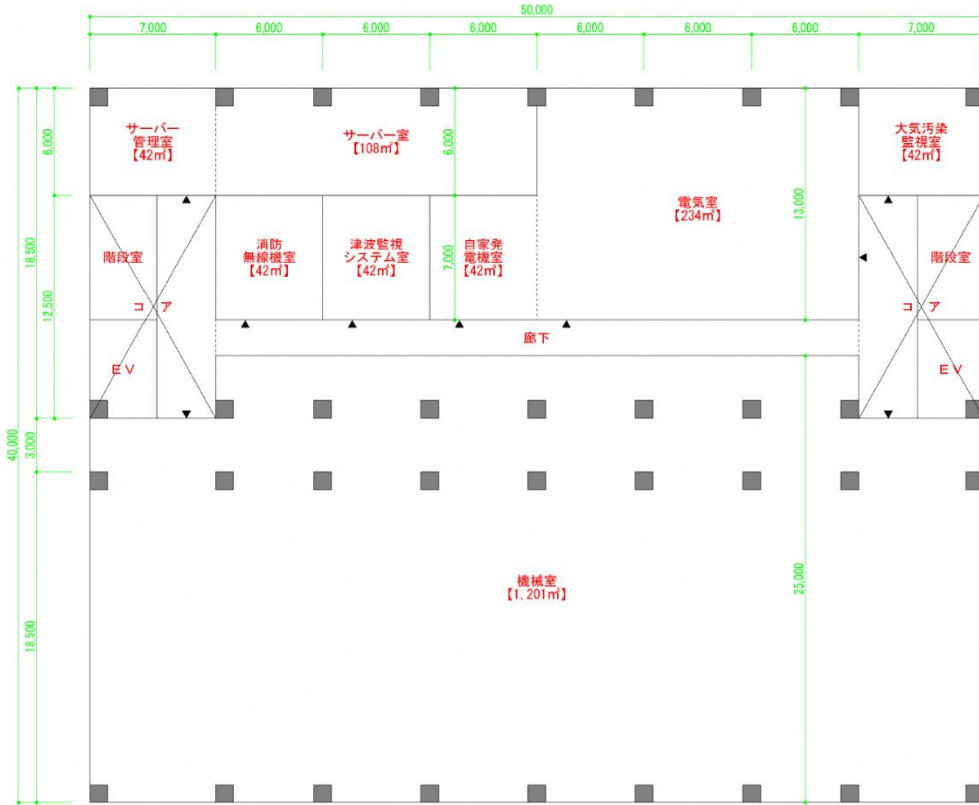 50,000
7,000 6,000 6,000 6,000 6,000 6,000 6,000 7,000
サーバー
管理室
【42㎡】
サーバー室
【108㎡】
大気汚染
監視室
【42㎡】
6,000
6,000
電気室
【234㎡】
13,000
18,500
階段室
消防
無線機室
【42㎡】
津波監視
システム室
【42㎡】
自家発
電機室
【42㎡】
7,000
階段室
12,500
コア
コア
廊下
EV
EV
40,000
3,000
機械室
【1,201㎡】
25,000
18,500